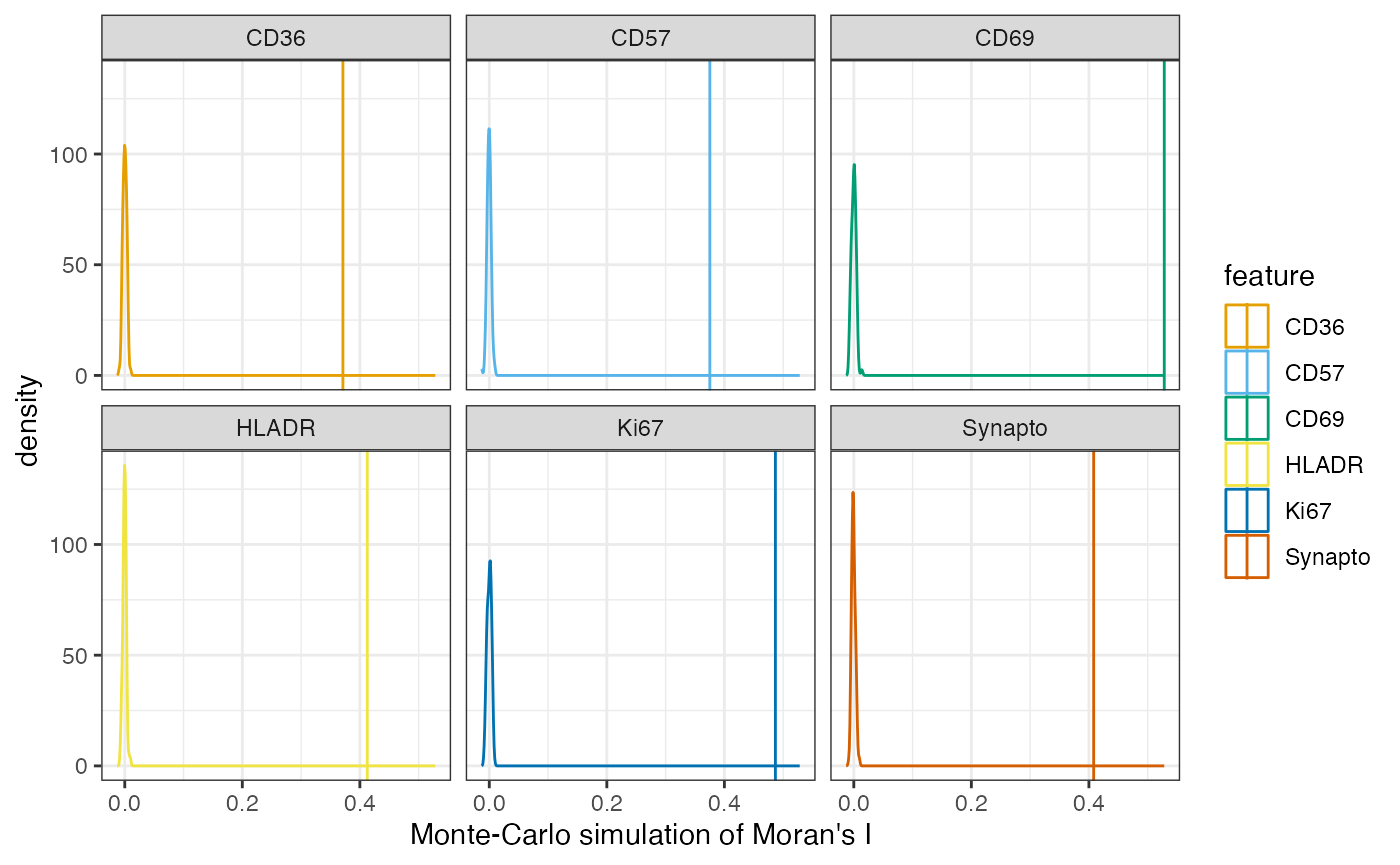 CD36 CD57 CD69
100
50
0
HLADR Ki67 Synapto
100
50
0
0.0 0.2 0.4 0.0 0.2 0.4 0.0 0.2 0.4
Monte-Carlo simulation of Moran's I
density
feature
CD36
CD57
CD69
HLADR
Ki67
Synapto